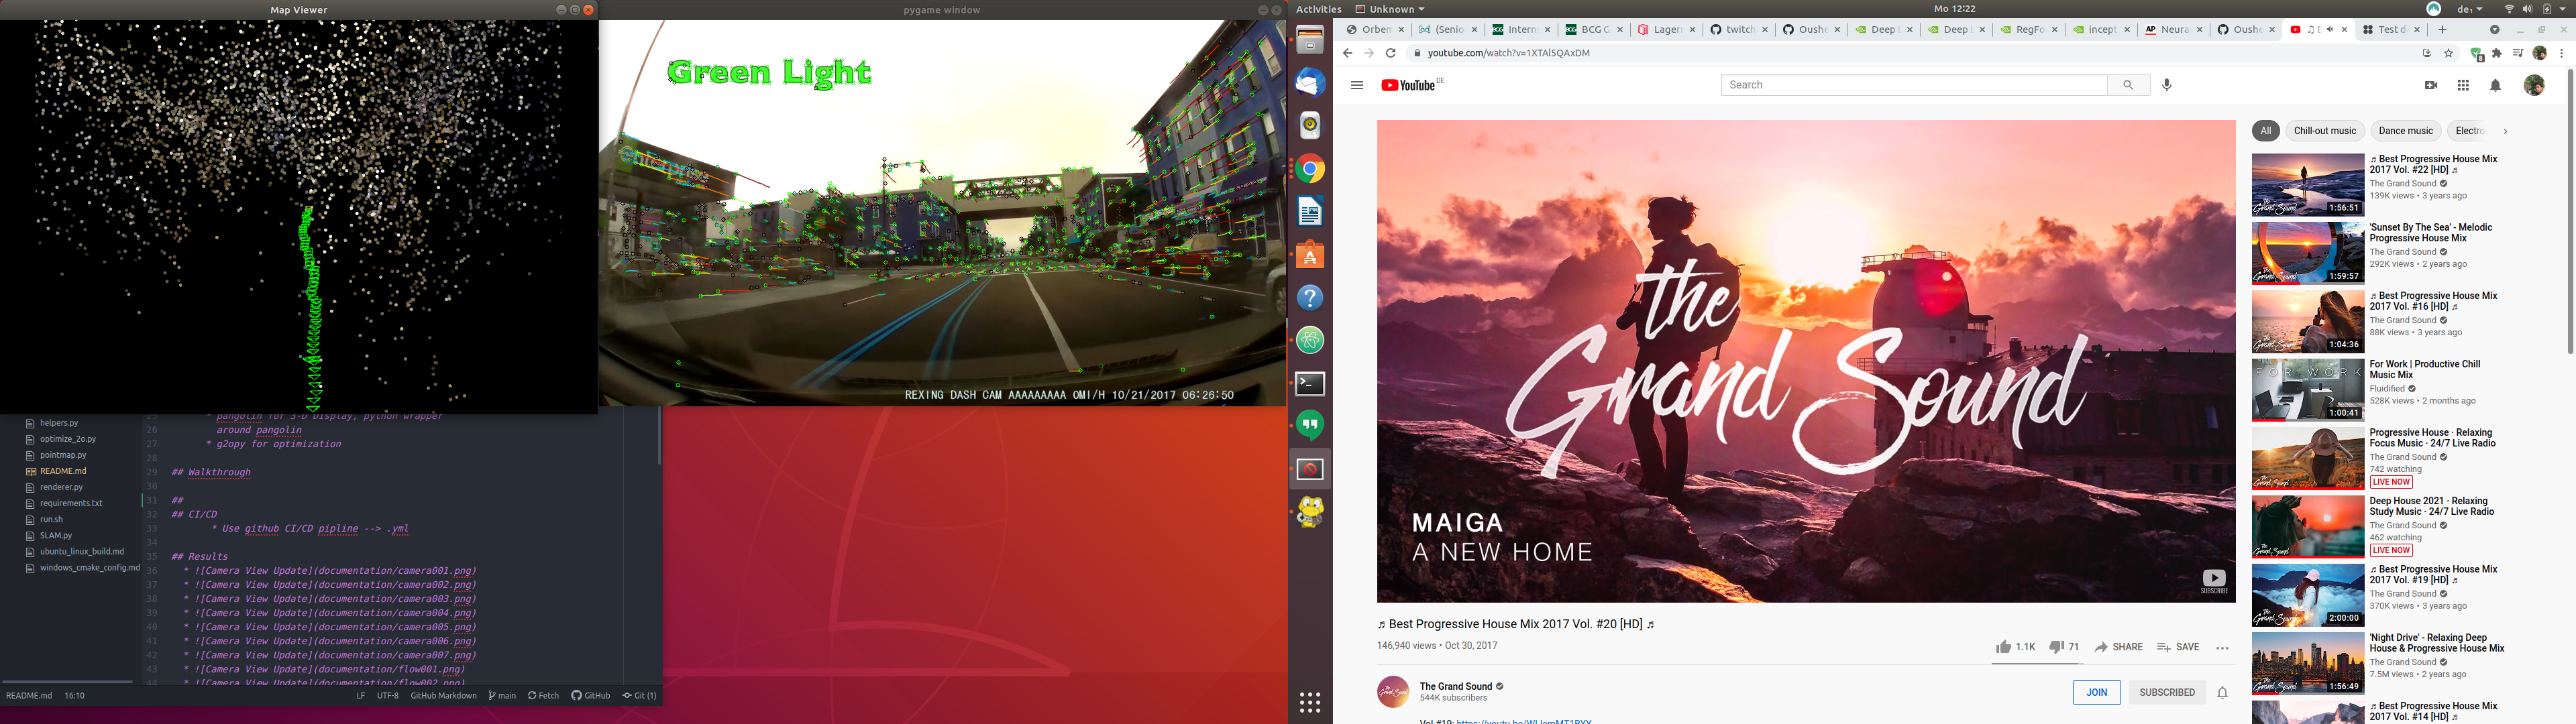 Map Viewer
pygame window
Green Light
REXING DASH CAM AAAAAAAAA OMI/H 10/21/2017 06:26:50
helpers.py
optimize_2o.py
pointmap.py
README.md
renderer.py
requirements.txt
run.sh
SLAM.py
ubuntu_linux_build.md
windows_cmake_config.md
25 * pangolin for 3-D Display, python wrapper
26 around pangolin
27 * g2opy for optimization
28
29 ## Walkthrough
30
31 ##
32 ## CI/CD
33 * Use github CI/CD pipline --> .yml
34
35 ## Results
36 * ![Camera View Update](documentation/camera001.png)
37 * ![Camera View Update](documentation/camera002.png)
38 * ![Camera View Update](documentation/camera003.png)
39 * ![Camera View Update](documentation/camera004.png)
40 * ![Camera View Update](documentation/camera005.png)
41 * ![Camera View Update](documentation/camera006.png)
42 * ![Camera View Update](documentation/camera007.png)
43 * ![Camera View Update](documentation/flow001.png)
44 * ![Camera View Update](documentation/flow002.png)
README.md 16:10 LF UTF-8 GitHub Markdown main Fetch GitHub Git (1)
Activities Unknown Mo 12:22 de₁
Orbem (Senio Intern BCG G Lager twitch Oushe Deep L Deep L RegFo incept Neura Oushe ♫ B Test d
youtube.com/watch?v=1XTAl5QAxDM
8
YouTube DE
Search
the
Grand Sound
MAIGA
A NEW HOME
SUBSCRIBE
♬ Best Progressive House Mix 2017 Vol. #20 [HD] ♬
146,940 views • Oct 30, 2017
1.1K 71 SHARE SAVE
The Grand Sound
544K subscribers
JOIN SUBSCRIBED
Vol.#19: https://youtu.be/WLlomMT1BXY
All Chill-out music Dance music Electro
♬ Best Progressive House Mix
2017 Vol. #22 [HD] ♬
The Grand Sound
139K views • 3 years ago
The Grand Sound
1:56:51
'Sunset By The Sea' - Melodic
Progressive House Mix
The Grand Sound
292K views • 2 years ago
1:59:57
♬ Best Progressive House Mix
2017 Vol. #16 [HD] ♬
The Grand Sound
88K views • 3 years ago
1:04:36
For Work | Productive Chill
Music Mix
Fluidified
528K views • 2 months ago
FOR WORK
1:00:41
Progressive House · Relaxing
Focus Music · 24/7 Live Radio
The Grand Sound
742 watching
LIVE NOW
Deep House 2021 · Relaxing
Study Music · 24/7 Live Radio
The Grand Sound
462 watching
LIVE NOW
♬ Best Progressive House Mix
2017 Vol. #19 [HD] ♬
The Grand Sound
370K views • 3 years ago
2:00:00
'Night Drive' - Relaxing Deep
House & Progressive House Mix
The Grand Sound
7.5M views • 2 years ago
1:56:49
♬ Best Progressive House Mix
2017 Vol. #14 [HD] ♬